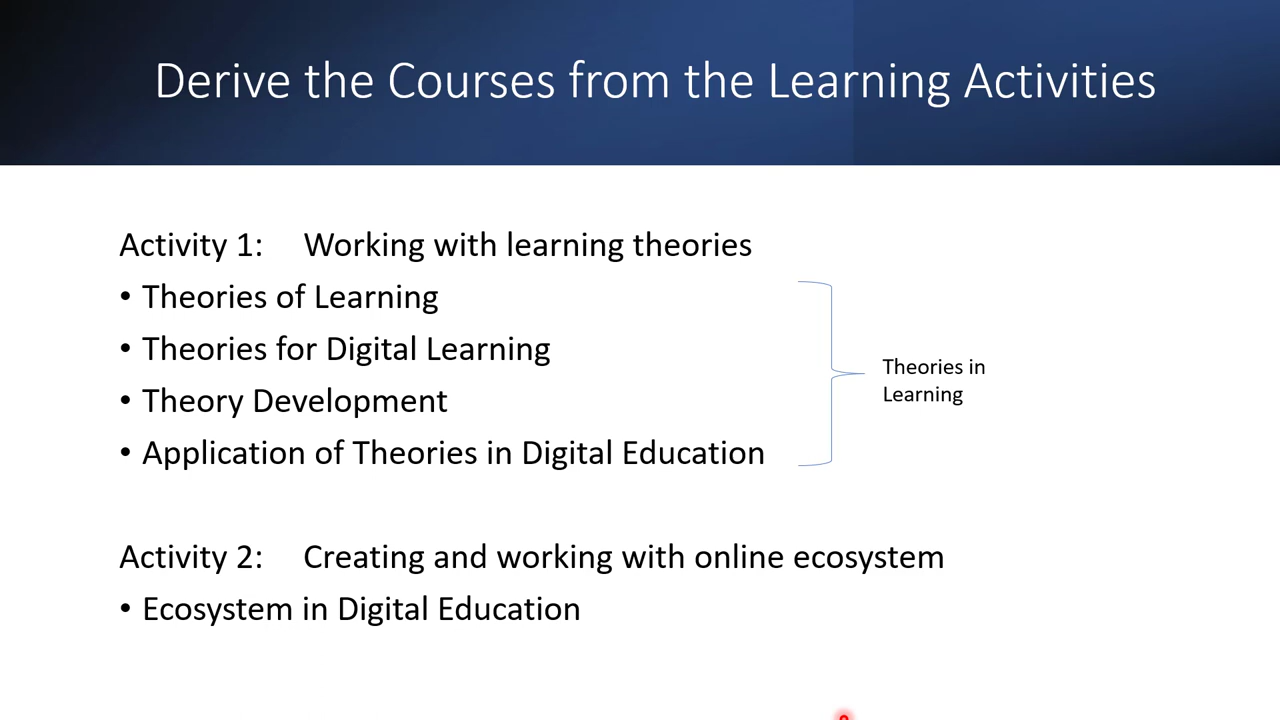 Derive the Courses from the Learning Activities
Activity 1: Working with learning theories
• Theories of Learning
• Theories for Digital Learning
• Theory Development
• Application of Theories in Digital Education
Theories in
Learning
Activity 2: Creating and working with online ecosystem
• Ecosystem in Digital Education